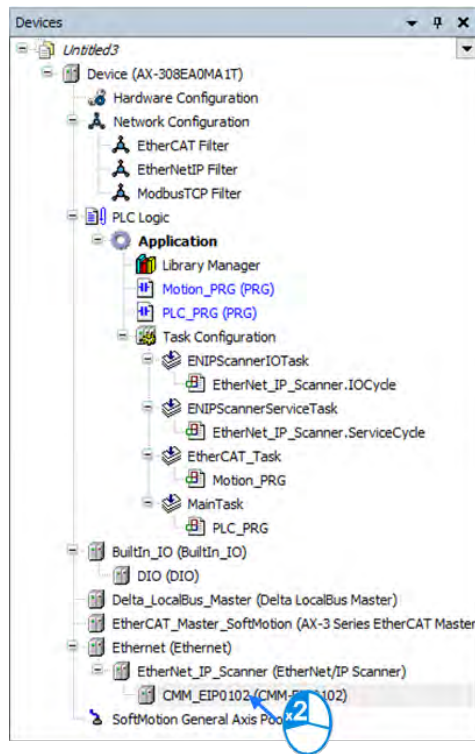 Devices
Untitled3
Device (AX-308EA0MA1T)
Hardware Configuration
Network Configuration
EtherCAT Filter
EtherNetIP Filter
ModbusTCP Filter
PLC Logic
Application
Library Manager
Motion_PRG (PRG)
PLC_PRG (PRG)
Task Configuration
ENIPScannerIOTask
EtherNet_IP_Scanner.IOCycle
ENIPScannerServiceTask
EtherNet_IP_Scanner.ServiceCycle
EtherCAT_Task
Motion_PRG
MainTask
PLC_PRG
BuiltIn_IO (BuiltIn_IO)
DIO (DIO)
Delta_LocalBus_Master (Delta LocalBus Master)
EtherCAT_Master_SoftMotion (AX-3 Series EtherCAT Master
Ethernet (Ethernet)
EtherNet_IP_Scanner (EtherNet/IP Scanner)
CMM_EIP0102 
SoftMotion General Axis
x2